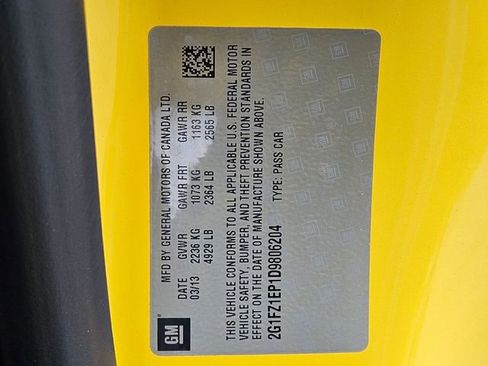 MFD BY GENERAL MOTORS OF CANADA LTD.
DATE GVWR GAWR FRT GAWR RR
03/13 2236 KG 1073 KG 1163 KG
4929 LB 2364 LB 2565 LB
THIS VEHICLE CONFORMS TO ALL APPLICABLE U.S. FEDERAL MOTOR
VEHICLE SAFETY, BUMPER, AND THEFT PREVENTION STANDARDS IN
EFFECT ON THE DATE OF MANUFACTURE SHOWN ABOVE.
2G1FZ1EP1D9806204 TYPE: PASS CAR
GM